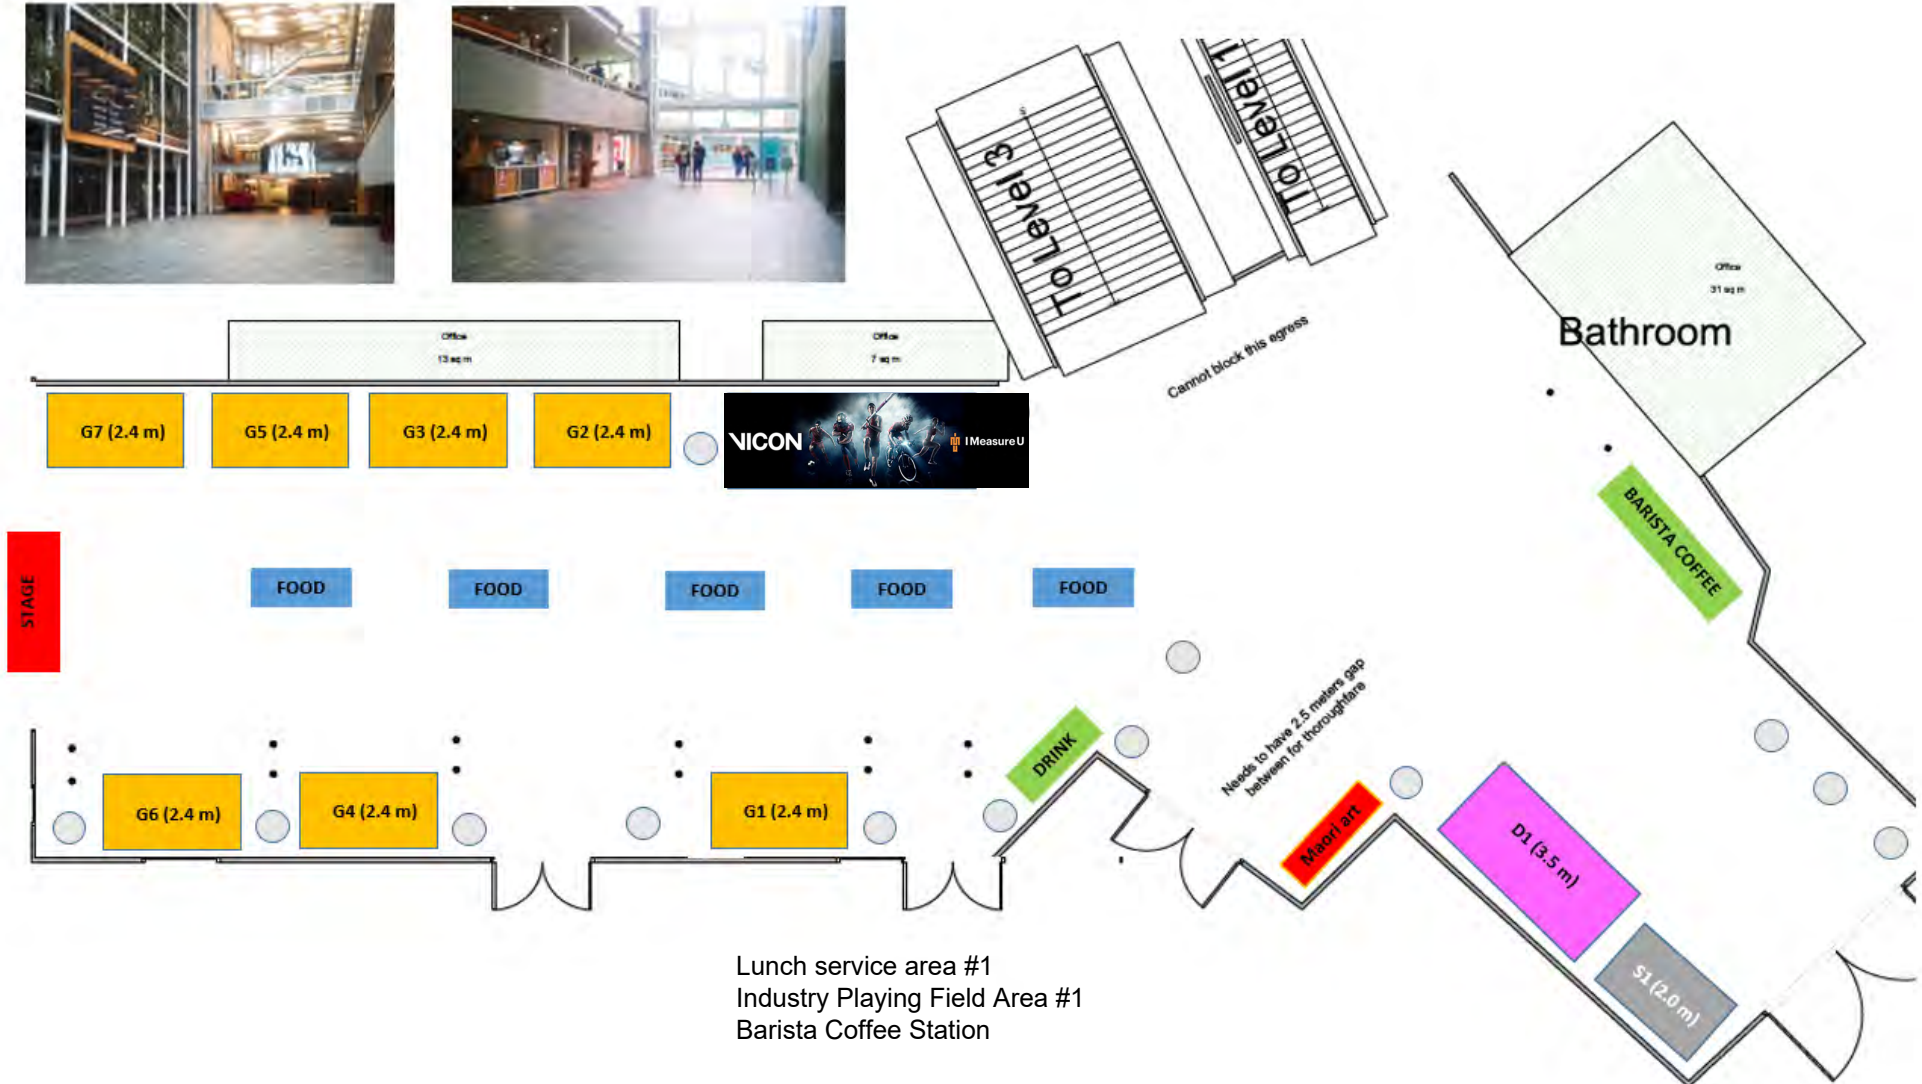 To Level 3
To Level 1
Cannot block this egress
Office
31 sq m
Bathroom
Office
13 sq m
Office
7 sq m
G7 (2.4 m)
G5 (2.4 m)
G3 (2.4 m)
G2 (2.4 m)
VICON
IMeasureU
BARISTA COFFEE
STAGE
FOOD
FOOD
FOOD
FOOD
FOOD
DRINK
Needs to have 2.5 meters gap
between for thoroughfare
Maori art
G6 (2.4 m)
G4 (2.4 m)
G1 (2.4 m)
D1 (3.5 m)
S1 (2.0 m)
Lunch service area #1
Industry Playing Field Area #1
Barista Coffee Station